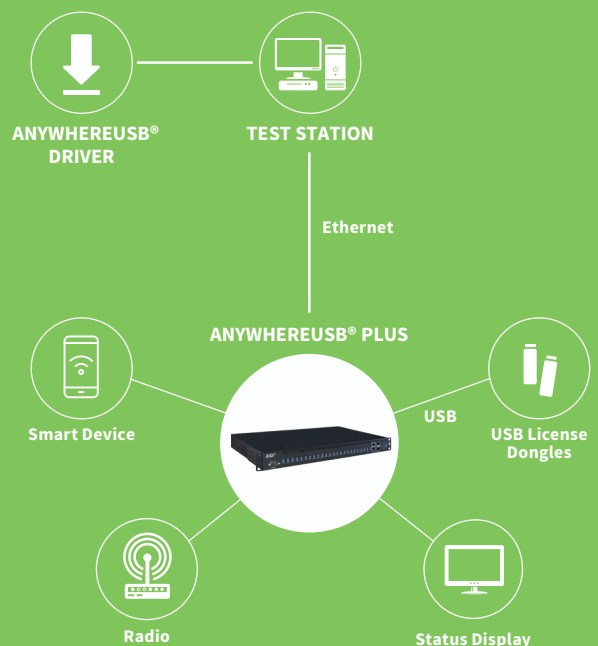 ANYWHEREUSB®
DRIVER
TEST STATION
Ethernet
ANYWHEREUSB® PLUS
Smart Device
USB
USB License
Dongles
Radio
Status Display